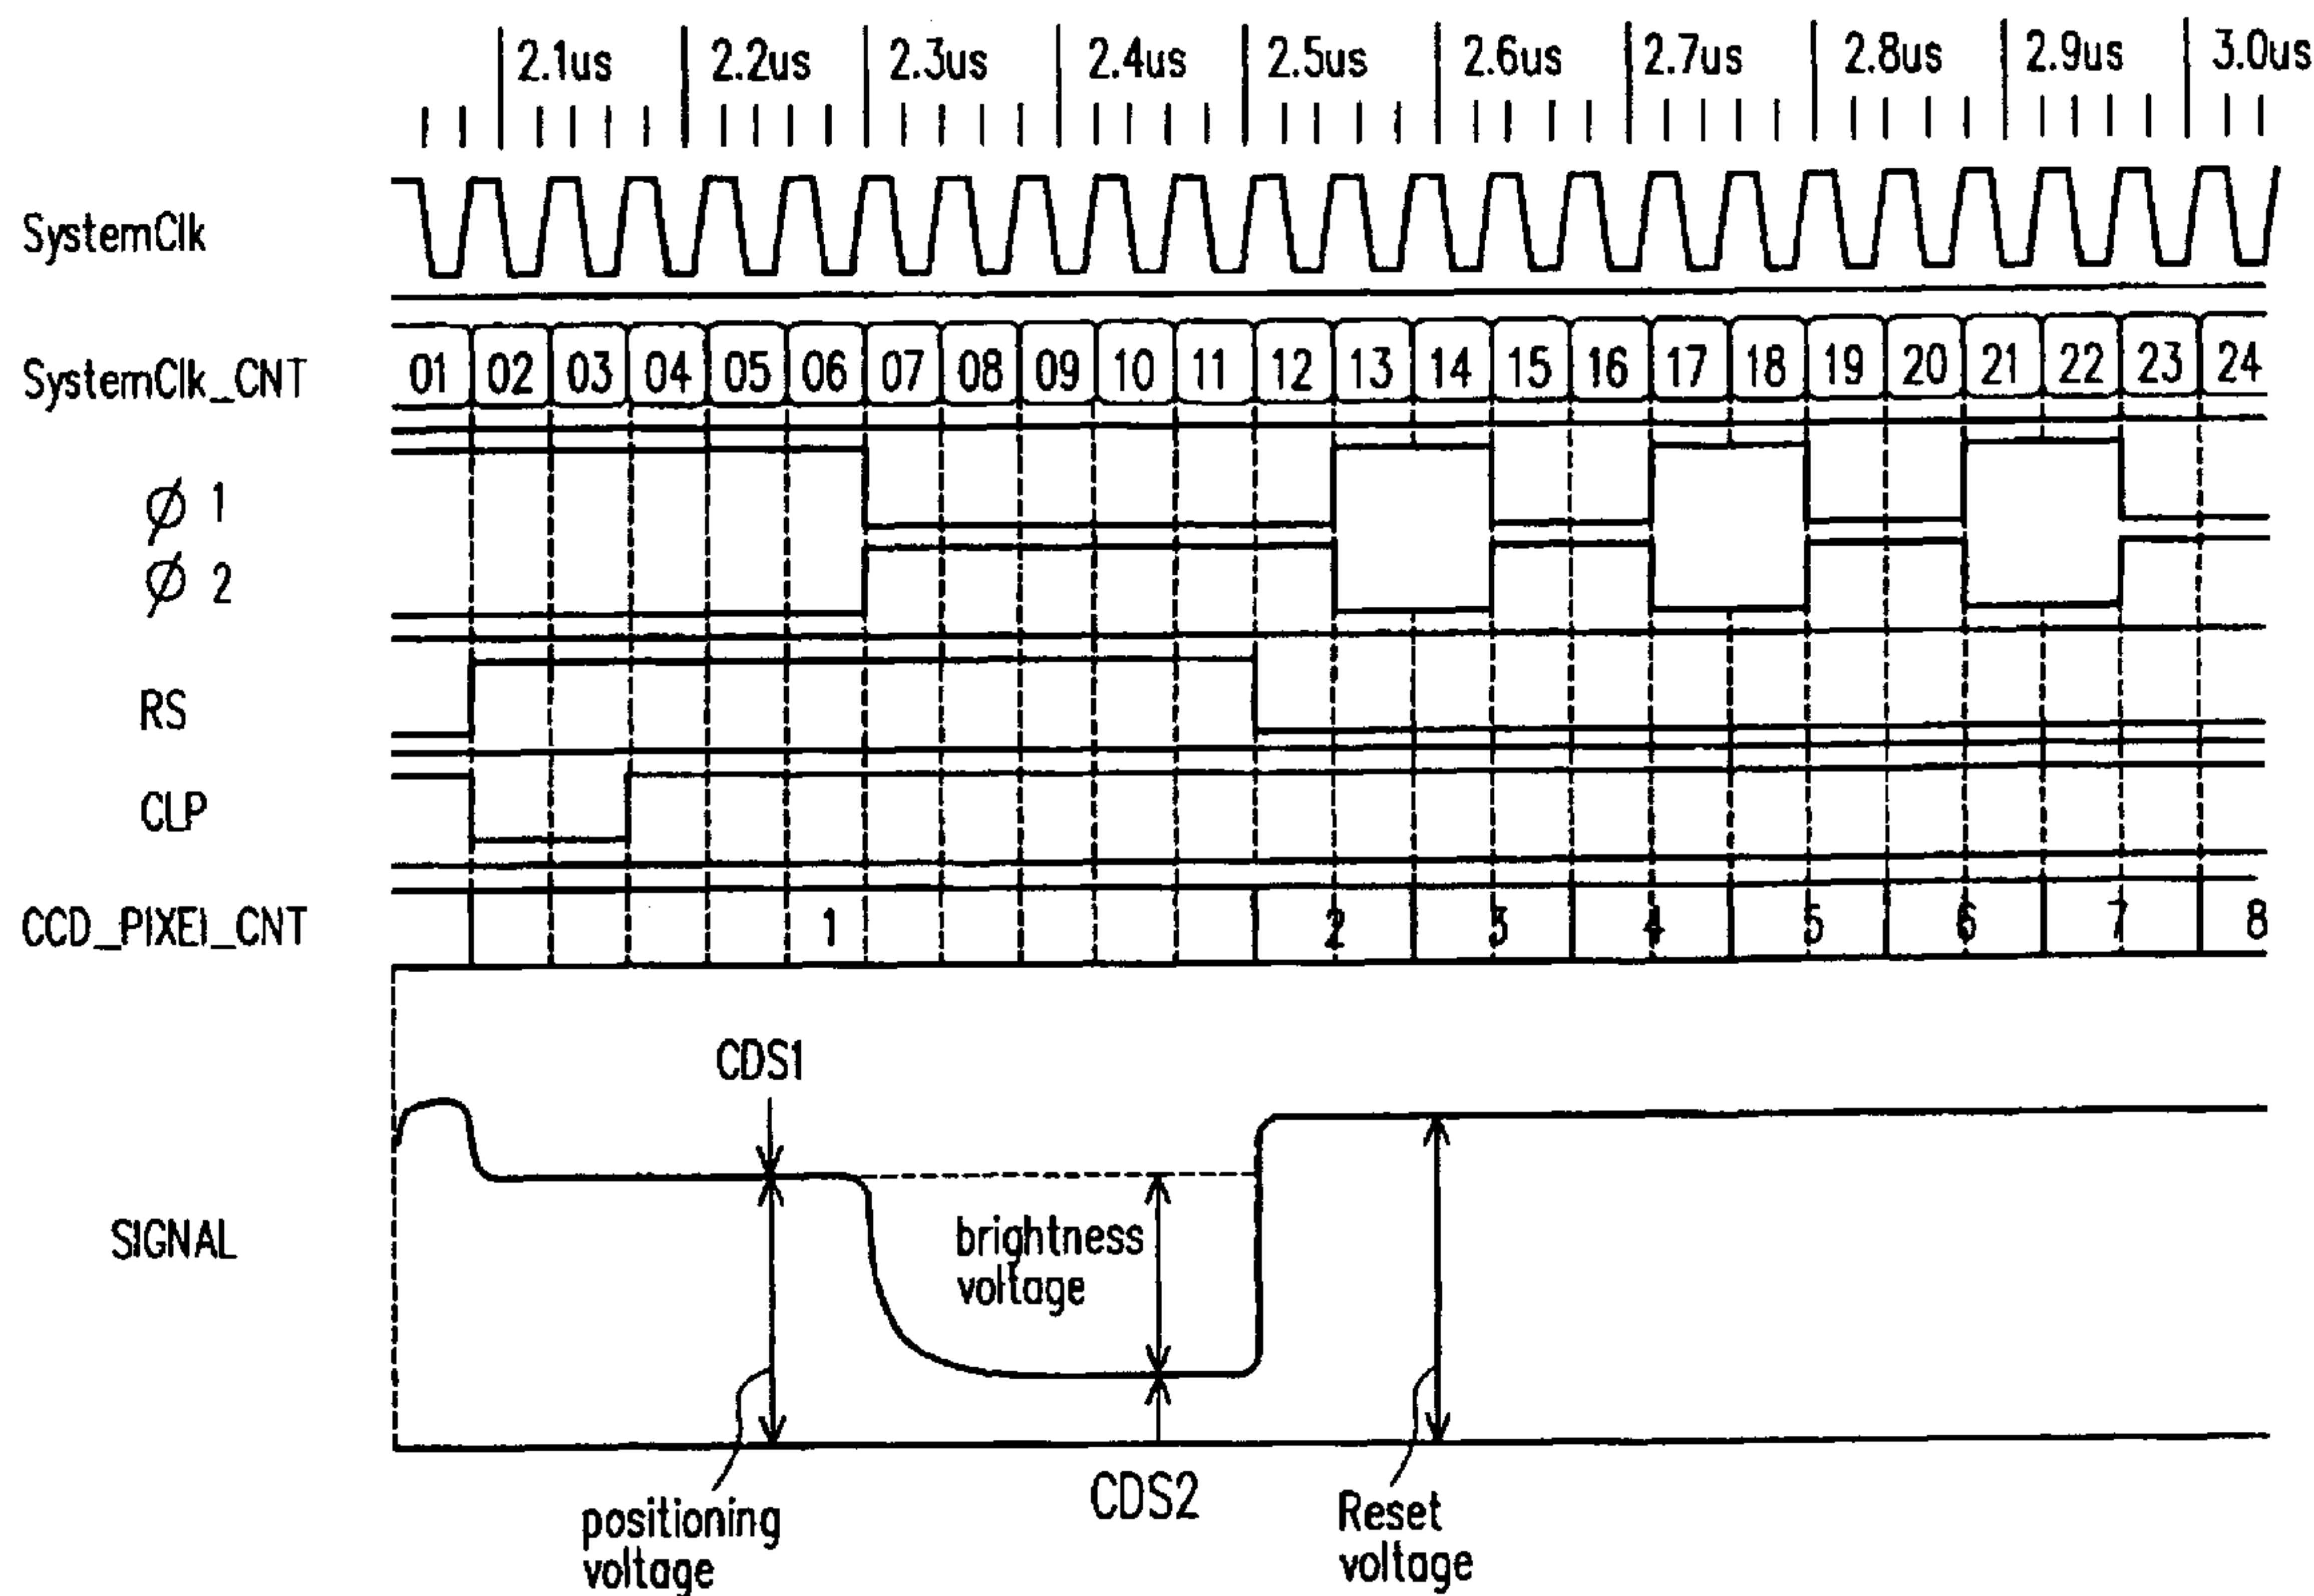 2.1us 2.2us 2.3us 2.4us 2.5us 2.6us 2.7us 2.8us 2.9us 3.0us
SystemClk
SystemClk_CNT 01 02 03 04 05 06 07 08 09 10 11 12 13 14 15 16 17 18 19 20 21 22 23 24
Ø 1
Ø 2
RS
CLP
CCD_PIXEl_CNT 1 2 3 4 5 6 7 8
CDS1
SIGNAL
brightness
voltage
positioning
voltage
CDS2
Reset
voltage